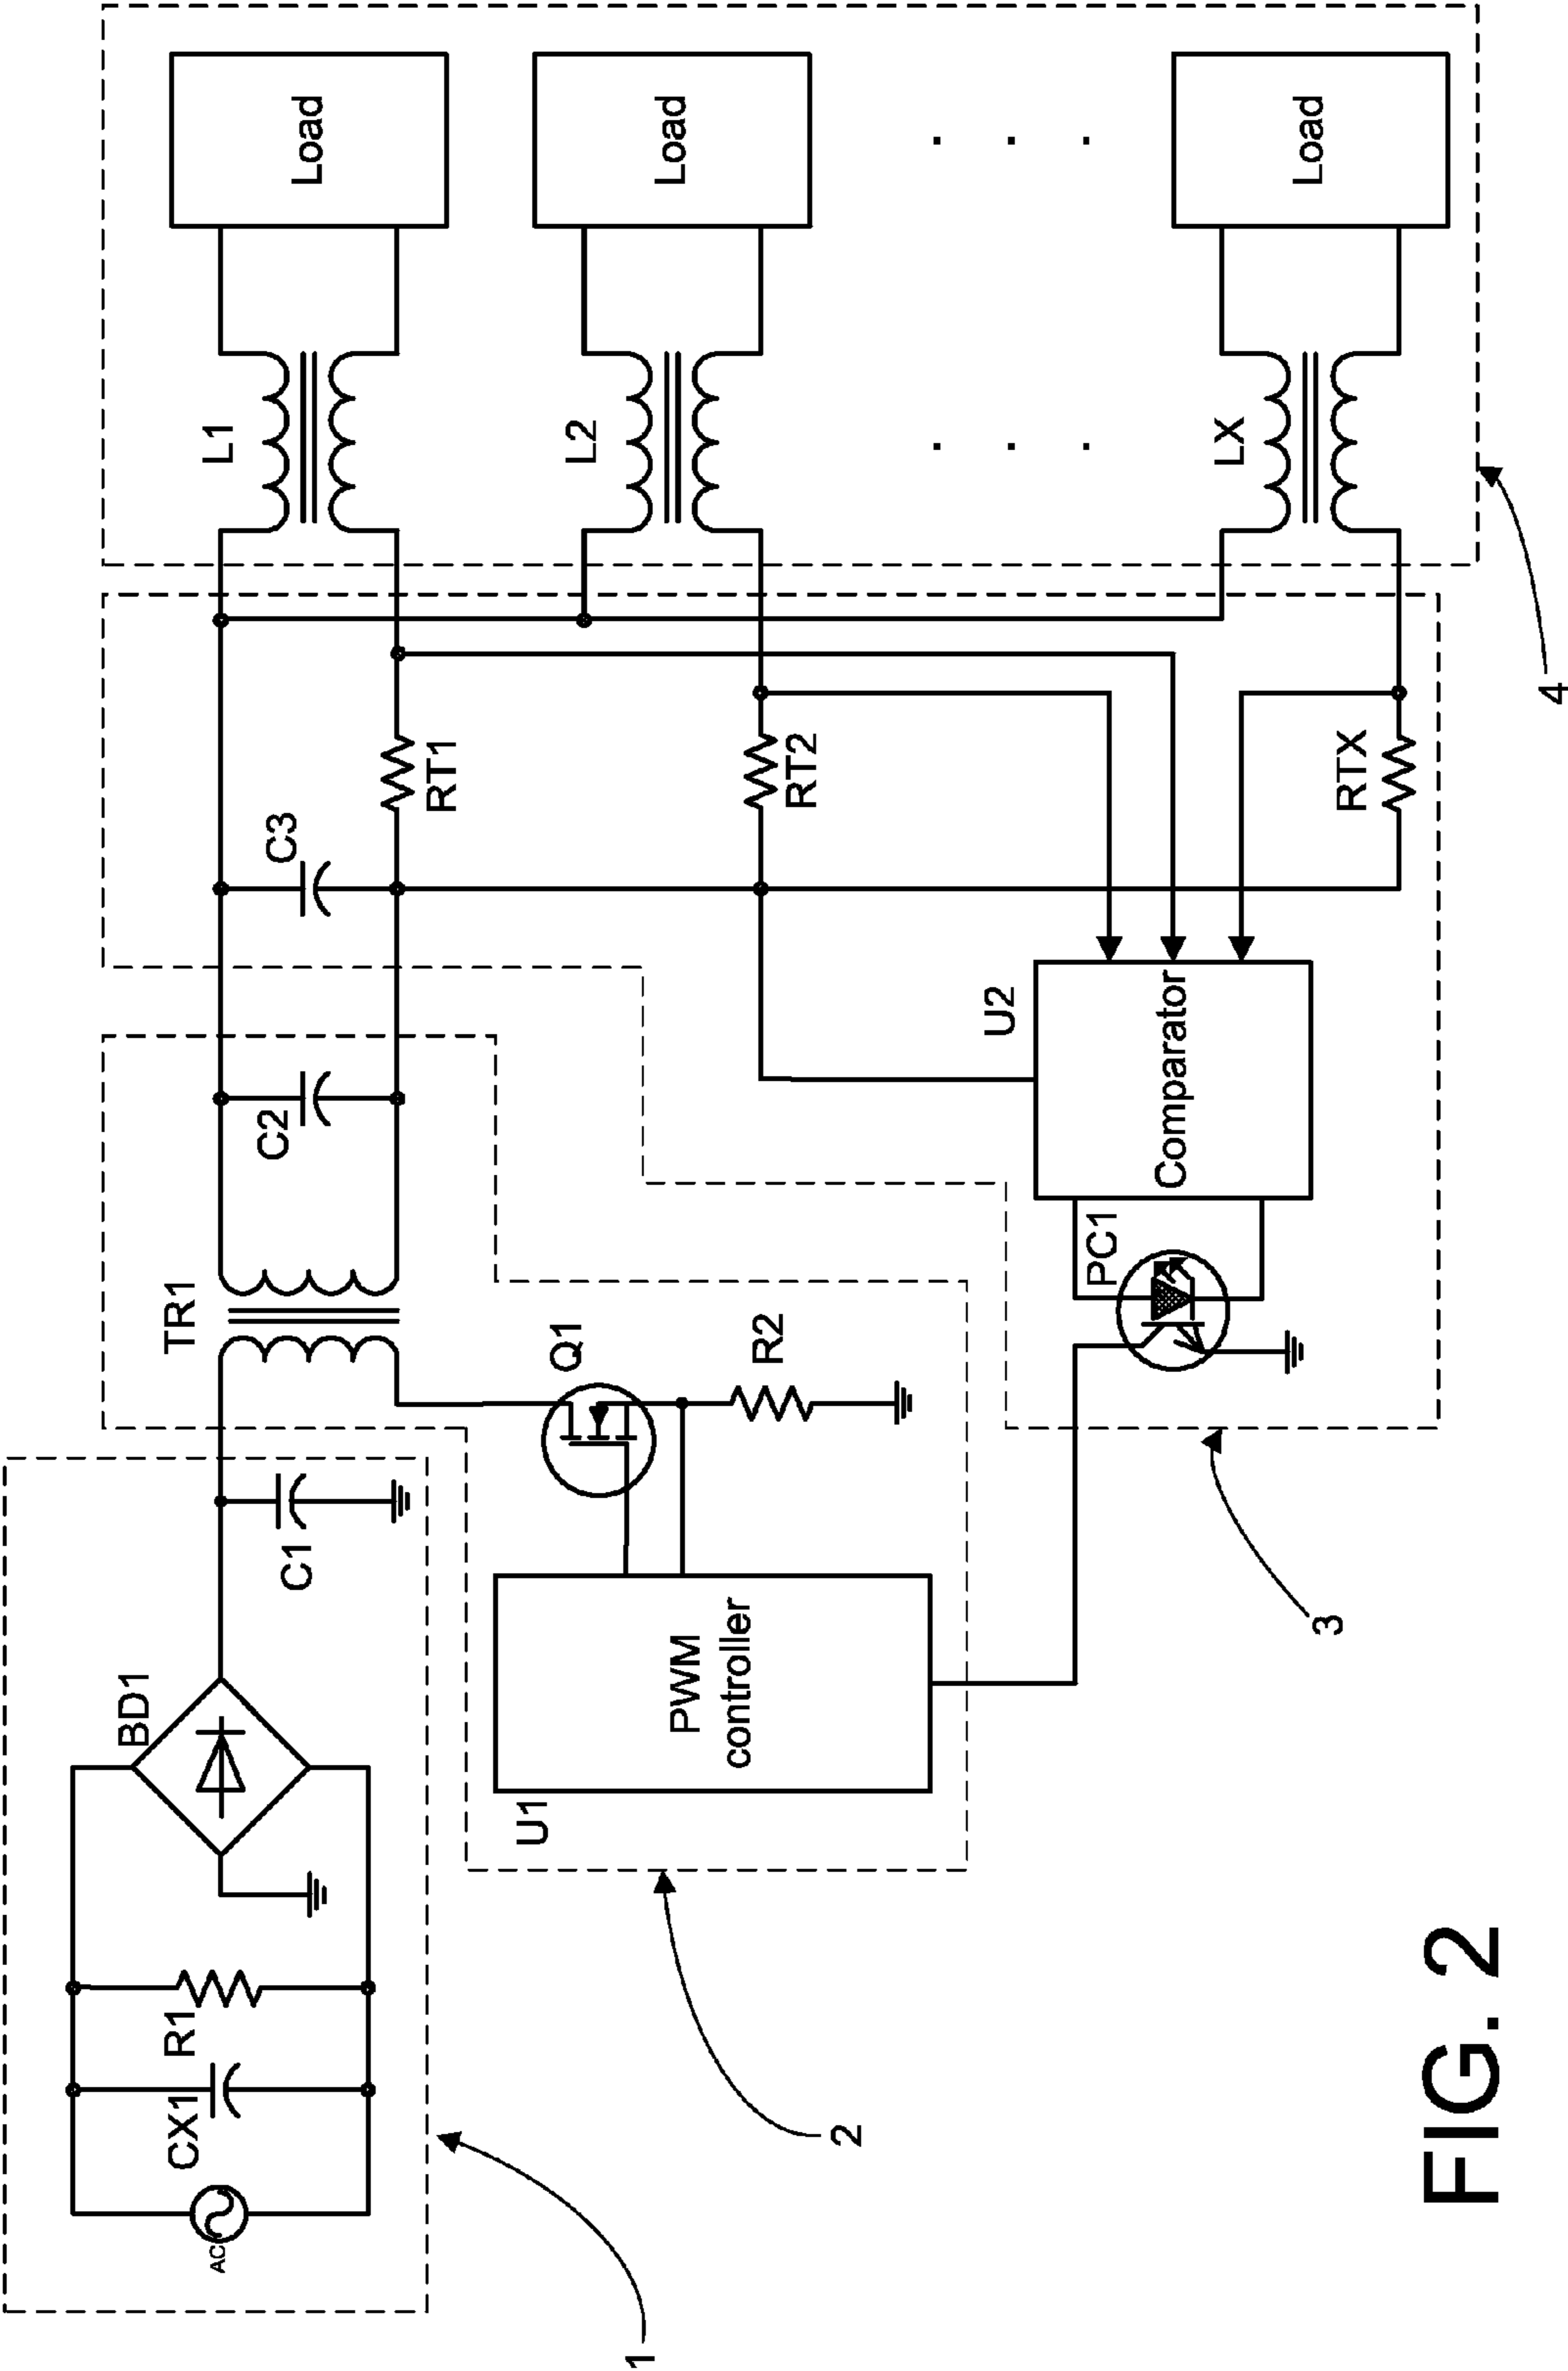 AC
CX1
R1
BD1
C1
1
TR1
C2
C3
Q1
R2
U1
PWM
controller
2
RT1
RT2
RTX
U2
Comparator
PC1
3
L1
Load
L2
Load
. . .
. . .
LX
Load
4
FIG. 2